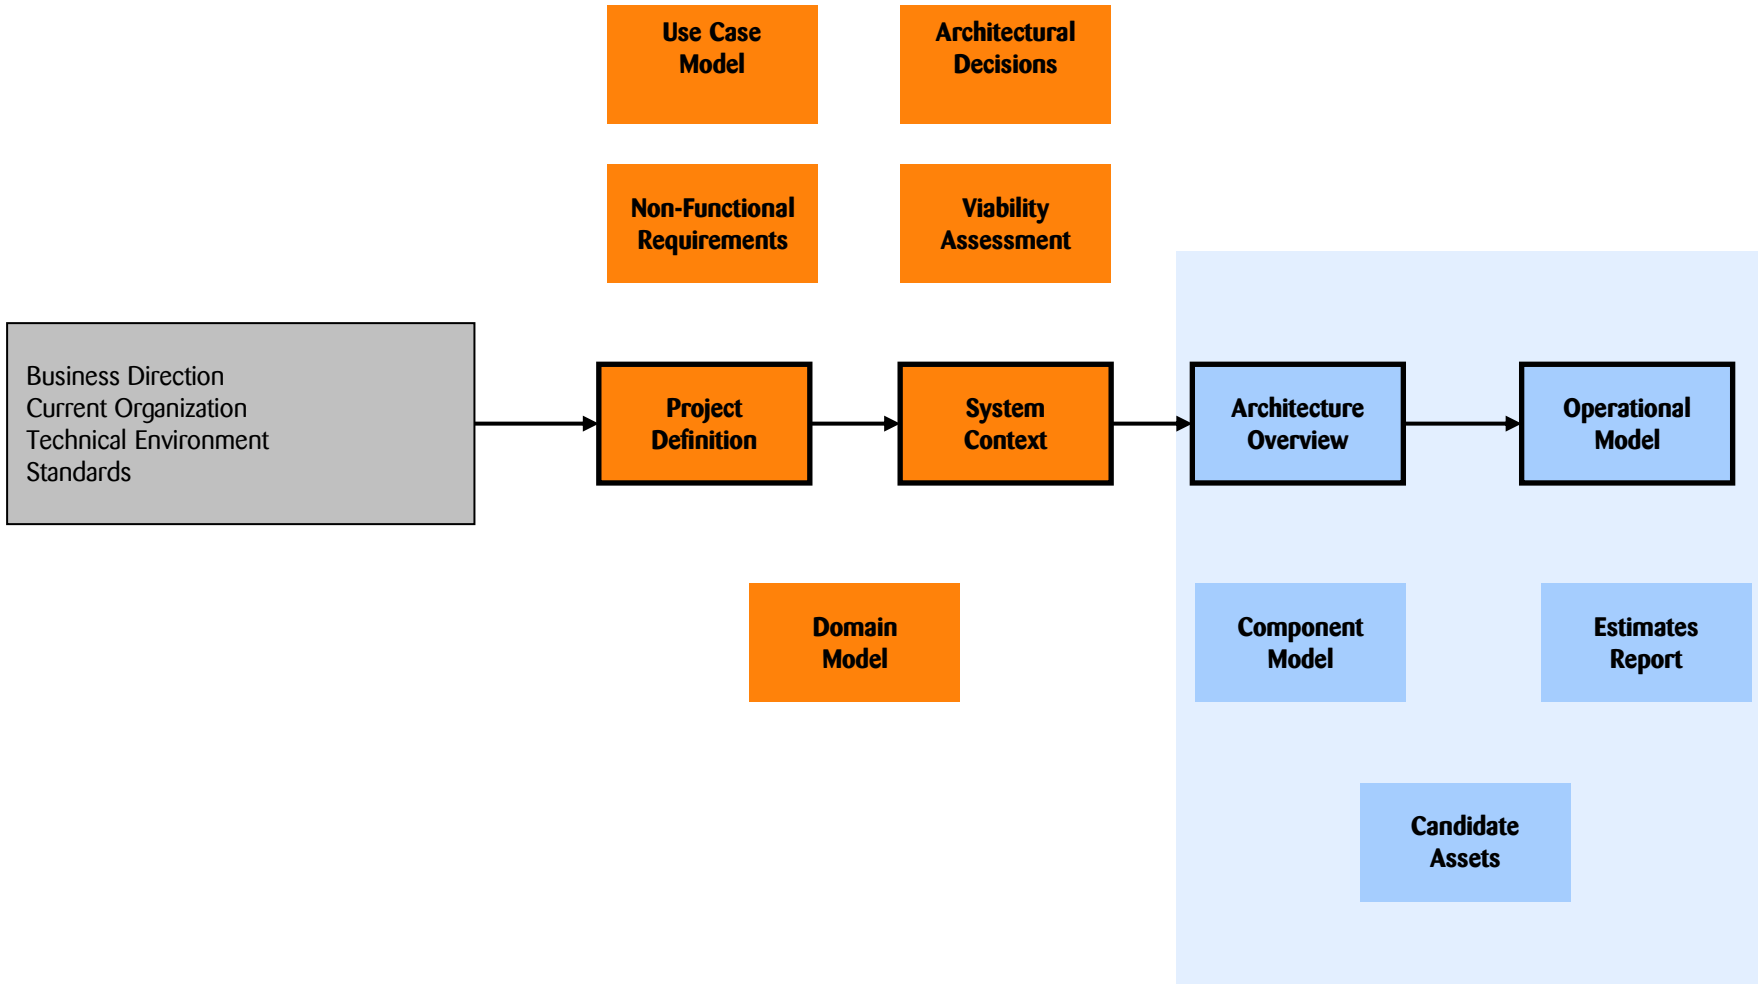 Use Case
Model
Architectural
Decisions
Non-Functional
Requirements
Viability
Assessment
Business Direction
Current Organization
Technical Environment
Standards
Project
Definition
System
Context
Architecture
Overview
Operational
Model
Domain
Model
Component
Model
Estimates
Report
Candidate
Assets